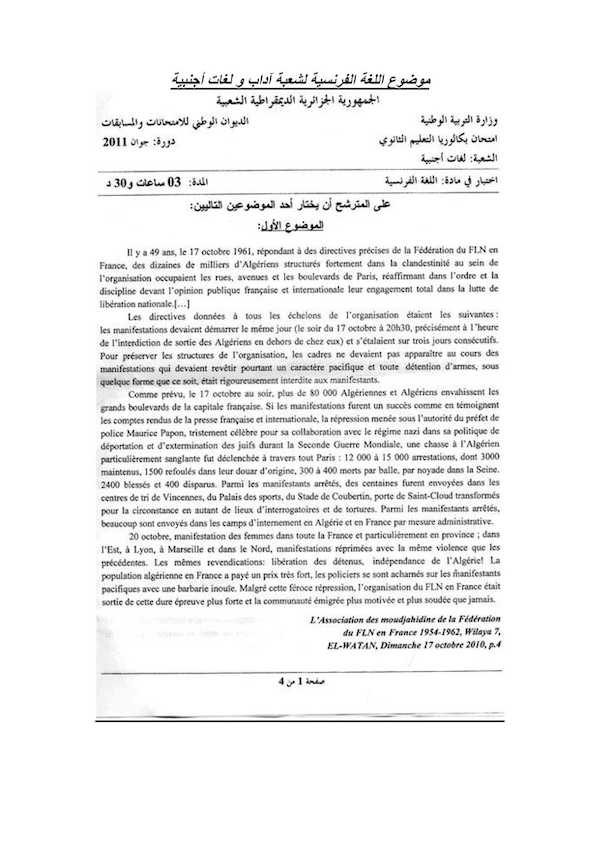 موضوع اللغة الفرنسية لشعبة آداب و لغات أجنبية
الجمهورية الجزائرية الديمقراطية الشعبية
وزارة التربية الوطنية الديوان الوطني للامتحانات والمسابقات
امتحان بكالوريا التعليم الثانوي دورة: جوان 2011
الشعبة: لغات أجنبية
اختبار في مادة: اللغة الفرنسية المدة: 03 ساعات و30 د
على المترشح أن يختار أحد الموضوعين التاليين:
الموضوع الأول:
Il y a 49 ans, le 17 octobre 1961, répondant à des directives précises de la Fédération du FLN en
France, des dizaines de milliers d'Algériens structurés fortement dans la clandestinité au sein de
l'organisation occupaient les rues, avenues et les boulevards de Paris, réaffirmant dans l'ordre et la
discipline devant l'opinion publique française et internationale leur engagement total dans la lutte de
libération nationale.[…]
Les directives données à tous les échelons de l'organisation étaient les suivantes :
les manifestations devaient démarrer le même jour (le soir du 17 octobre à 20h30, précisément à l'heure
de l'interdiction de sortie des Algériens en dehors de chez eux) et s'étalaient sur trois jours consécutifs.
Pour préserver les structures de l'organisation, les cadres ne devaient pas apparaître au cours des
manifestations qui devaient revêtir pourtant un caractère pacifique et toute détention d'armes, sous
quelque forme que ce soit, était rigoureusement interdite aux manifestants.
Comme prévu, le 17 octobre au soir, plus de 80 000 Algériennes et Algériens envahissent les
grands boulevards de la capitale française. Si les manifestations furent un succès comme en témoignent
les comptes rendus de la presse française et internationale, la répression menée sous l'autorité du préfet de
police Maurice Papon, tristement célèbre pour sa collaboration avec le régime nazi dans sa politique de
déportation et d'extermination des juifs durant la Seconde Guerre Mondiale, une chasse à l'Algérien
particulièrement sanglante fut déclenchée à travers tout Paris : 12 000 à 15 000 arrestations, dont 3000
maintenus, 1500 refoulés dans leur douar d'origine, 300 à 400 morts par balle, par noyade dans la Seine.
2400 blessés et 400 disparus. Parmi les manifestants arrêtés, des centaines furent envoyées dans les
centres de tri de Vincennes, du Palais des sports, du Stade de Coubertin, porte de Saint-Cloud transformés
pour la circonstance en autant de lieux d'interrogatoires et de tortures. Parmi les manifestants arrêtés,
beaucoup sont envoyés dans les camps d'internement en Algérie et en France par mesure administrative.
20 octobre, manifestation des femmes dans toute la France et particulièrement en province ; dans
l'Est, à Lyon, à Marseille et dans le Nord, manifestations réprimées avec la même violence que les
précédentes. Les mêmes revendications: libération des détenus, indépendance de l'Algérie! La
population algérienne en France a payé un prix très fort, les policiers se sont acharnés sur les manifestants
pacifiques avec une barbarie inouïe. Malgré cette féroce répression, l'organisation du FLN en France était
sortie de cette dure épreuve plus forte et la communauté émigrée plus motivée et plus soudée que jamais.
L'Association des moudjahidine de la Fédération
du FLN en France 1954-1962, Wilaya 7,
EL-WATAN, Dimanche 17 octobre 2010, p.4
صفحة 1 من 4